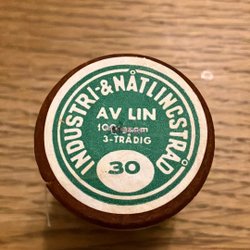 INDUSTRI-&NÅTLINGSTRÅD
AV LIN
3-TRÅDIG
30